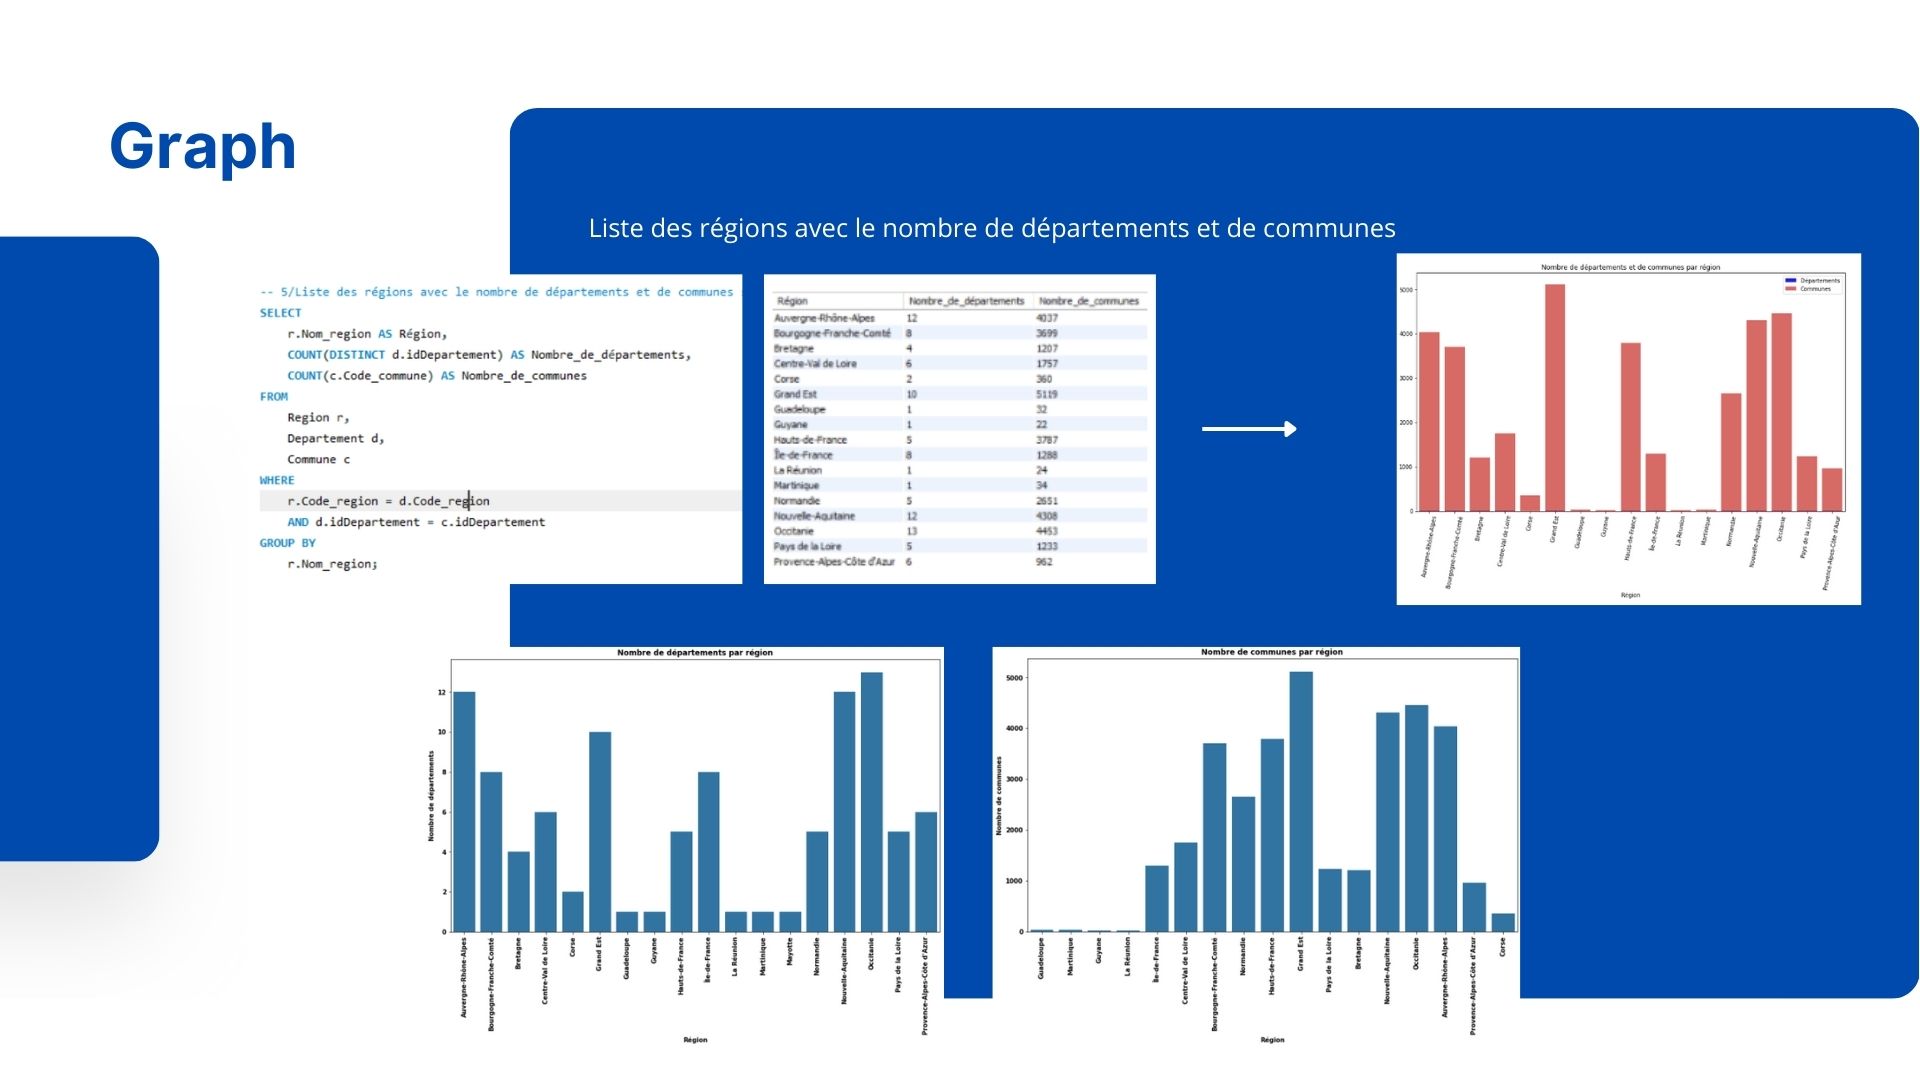 Graph
Liste des régions avec le nombre de départements et de communes
-- 5/Liste des régions avec le nombre de départements et de communes
SELECT
r.Nom_region AS Région,
COUNT(DISTINCT d.idDepartement) AS Nombre_de_départements,
COUNT(c.Code_commune) AS Nombre_de_communes
FROM
Region r,
Departement d,
Commune c
WHERE
r.Code_region = d.Code_region
AND d.idDepartement = c.idDepartement
GROUP BY
r.Nom_region;
Région Nombre_de_départements Nombre_de_communes
Auvergne-Rhône-Alpes 12 4037
Bourgogne-Franche-Comté 8 3699
Bretagne 4 1207
Centre-Val de Loire 6 1757
Corse 2 360
Grand Est 10 5119
Guadeloupe 1 32
Guyane 1 22
Hauts-de-France 5 3787
Île-de-France 8 1288
La Réunion 1 24
Martinique 1 34
Normandie 5 2651
Nouvelle-Aquitaine 12 4308
Occitanie 13 4453
Pays de la Loire 5 1233
Provence-Alpes-Côte d'Azur 6 962
Nombre de départements et de communes par région
Départements
Communes
5000
4000
3000
2000
1000
0
Auvergne-Rhône-Alpes
Bourgogne-Franche-Comté
Bretagne
Centre-Val de Loire
Corse
Grand Est
Guadeloupe
Guyane
Hauts-de-France
Île-de-France
La Réunion
Martinique
Normandie
Nouvelle-Aquitaine
Occitanie
Pays de la Loire
Provence-Alpes-Côte d'Azur
Région
Nombre de départements par région
Nombre de départements
12
10
8
6
4
2
0
Auvergne-Rhône-Alpes
Bourgogne-Franche-Comté
Bretagne
Centre-Val de Loire
Corse
Grand Est
Guadeloupe
Guyane
Hauts-de-France
Île-de-France
La Réunion
Martinique
Mayotte
Normandie
Nouvelle-Aquitaine
Occitanie
Pays de la Loire
Provence-Alpes-Côte d'Azur
Région
Nombre de communes par région
Nombre de communes
5000
4000
3000
2000
1000
0
Guadeloupe
Martinique
Guyane
La Réunion
Île-de-France
Centre-Val de Loire
Bourgogne-Franche-Comté
Normandie
Hauts-de-France
Grand Est
Pays de la Loire
Bretagne
Nouvelle-Aquitaine
Occitanie
Auvergne-Rhône-Alpes
Provence-Alpes-Côte d'Azur
Corse
Région